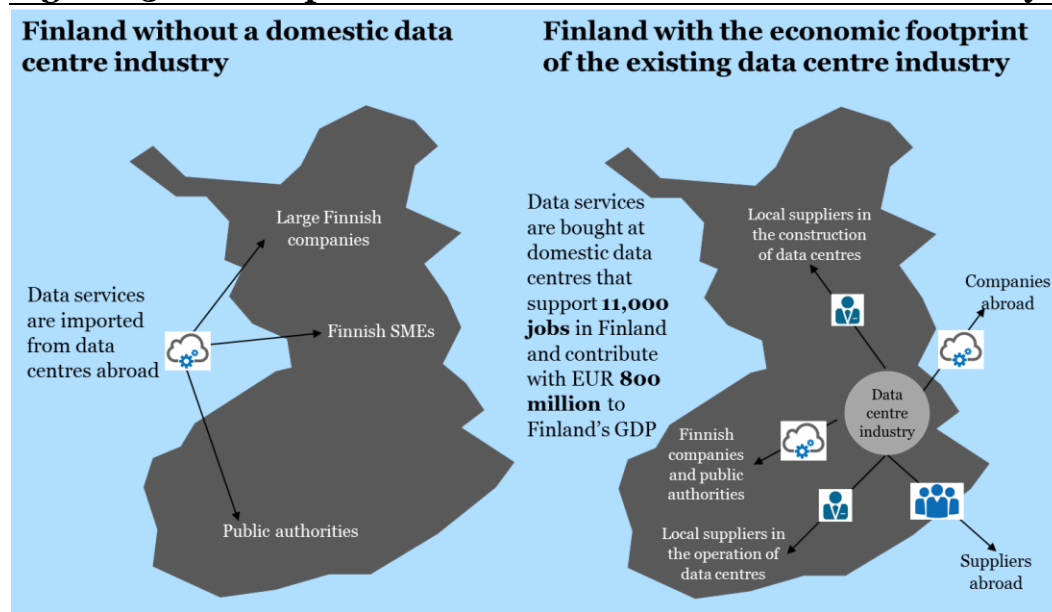 Finland without a domestic data
centre industry
Large Finnish
companies
Data services
are imported
from data
centres abroad
Finnish SMEs
Public authorities
Finland with the economic footprint
of the existing data centre industry
Data services
are bought at
domestic data
centres that
support 11,000
jobs in Finland
and contribute
with EUR 800
million to
Finland's GDP
Local suppliers in
the construction
of data centres
Companies
abroad
Data
centre
industry
Finnish
companies
and public
authorities
Local suppliers in
the operation of
data centres
Suppliers
abroad